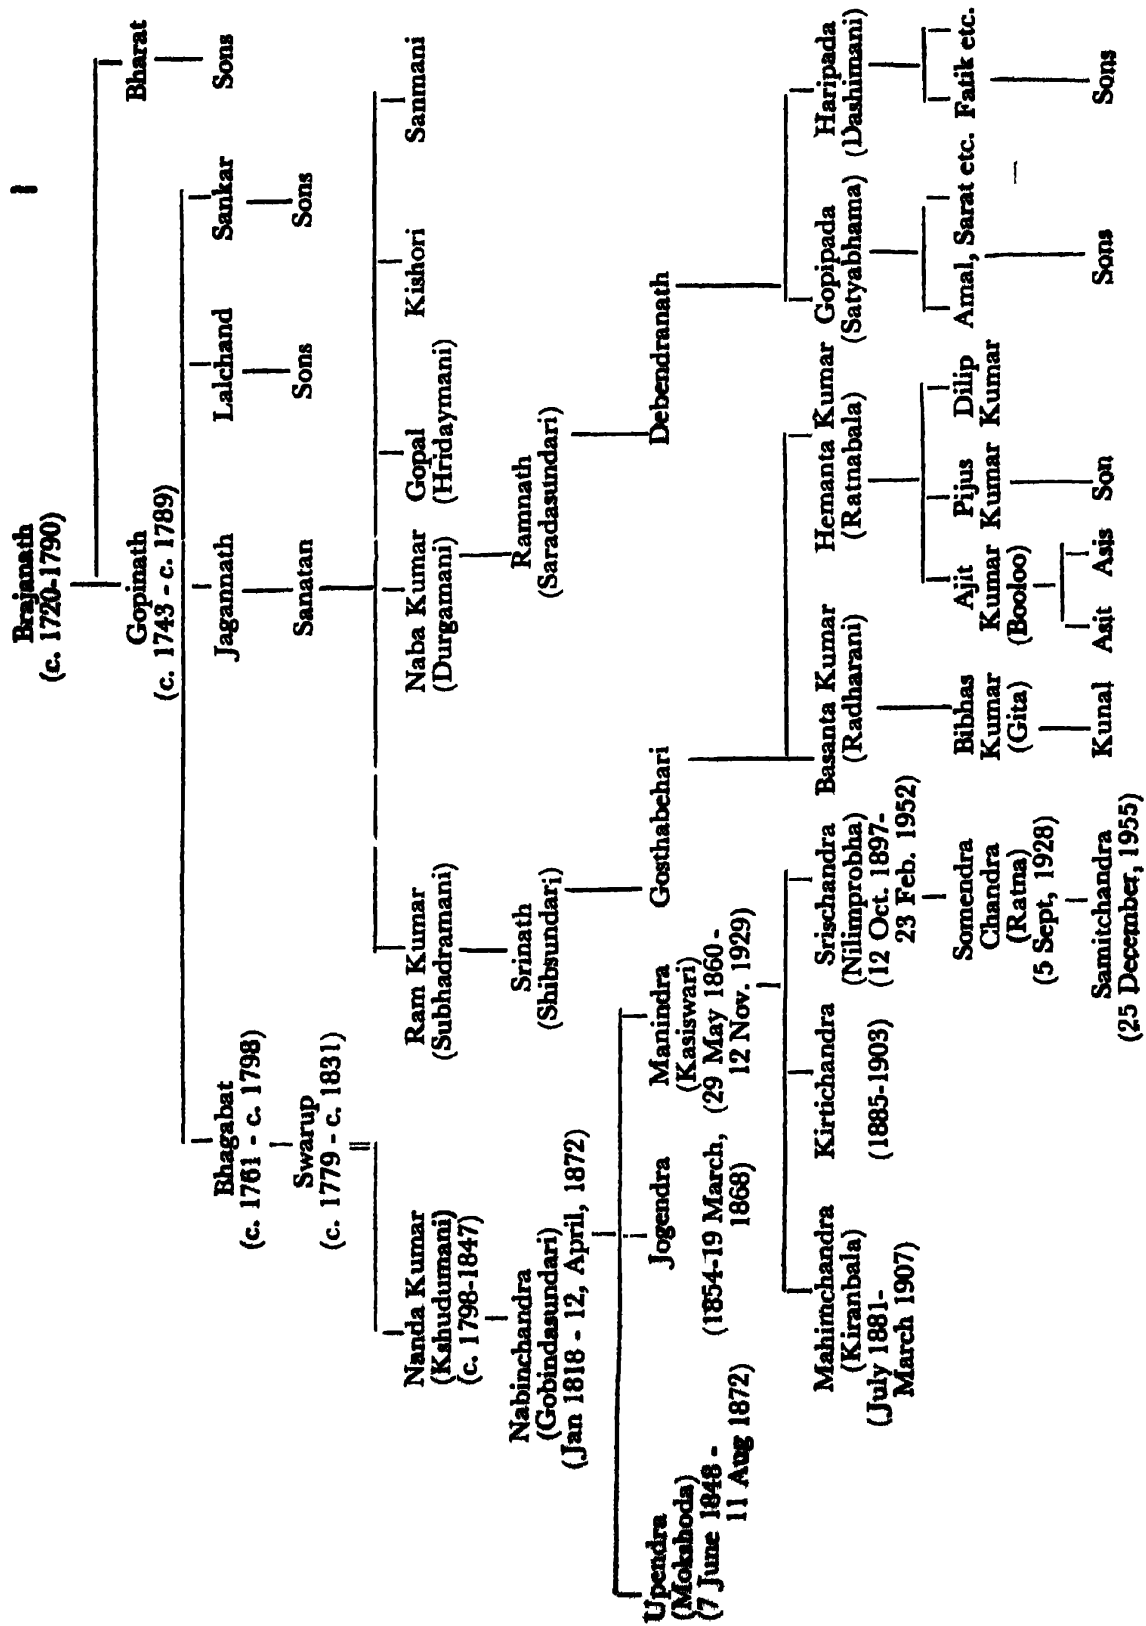 Brajanath
(c. 1720-1790)
Gopinath
(c. 1743 - c. 1789)
Bharat
Sons
Bhagabat
(c. 1761 - c. 1798)
Jagannath
Lalchand
Sankar
Swarup
(c. 1779 - c. 1831)
Sanatan
Sons
Sons
Nanda Kumar
(Kshudumani)
(c. 1798-1847)
Ram Kumar
(Subhadramani)
Naba Kumar
(Durgamani)
Gopal
(Hridaymani)
Kishori
Sanmani
Nabinchandra
(Gobindasundari)
(Jan 1818 - 12, April, 1872)
Srinath
(Shibsundari)
Ramnath
(Saradasundari)
Upendra
(Mokshoda)
(7 June 1848 -
11 Aug 1872)
Jogendra
(1854-19 March,
1868)
Manindra
(Kasiswari)
(29 May 1860 -
12 Nov. 1929)
Gosthabehari
Debendranath
Mahimchandra
(Kiranbala)
(July 1881-
March 1907)
Kirtichandra
(1885-1903)
Srischandra
(Nilimprobha)
(12 Oct. 1897-
23 Feb. 1952)
Basanta Kumar
(Radharani)
Hemanta Kumar
(Ratnabala)
Gopipada
(Satyabhama)
Haripada
(Dashimani)
Somendra
Chandra
(Ratna)
(5 Sept, 1928)
Bibhas
Kumar
(Gita)
Ajit
Kumar
(Booloo)
Pijus
Kumar
Dilip
Kumar
Amal, Sarat etc.
Fatik etc.
Samitchandra
(25 December, 1955)
Kunal
Asit
Asis
Son
Sons
Sons